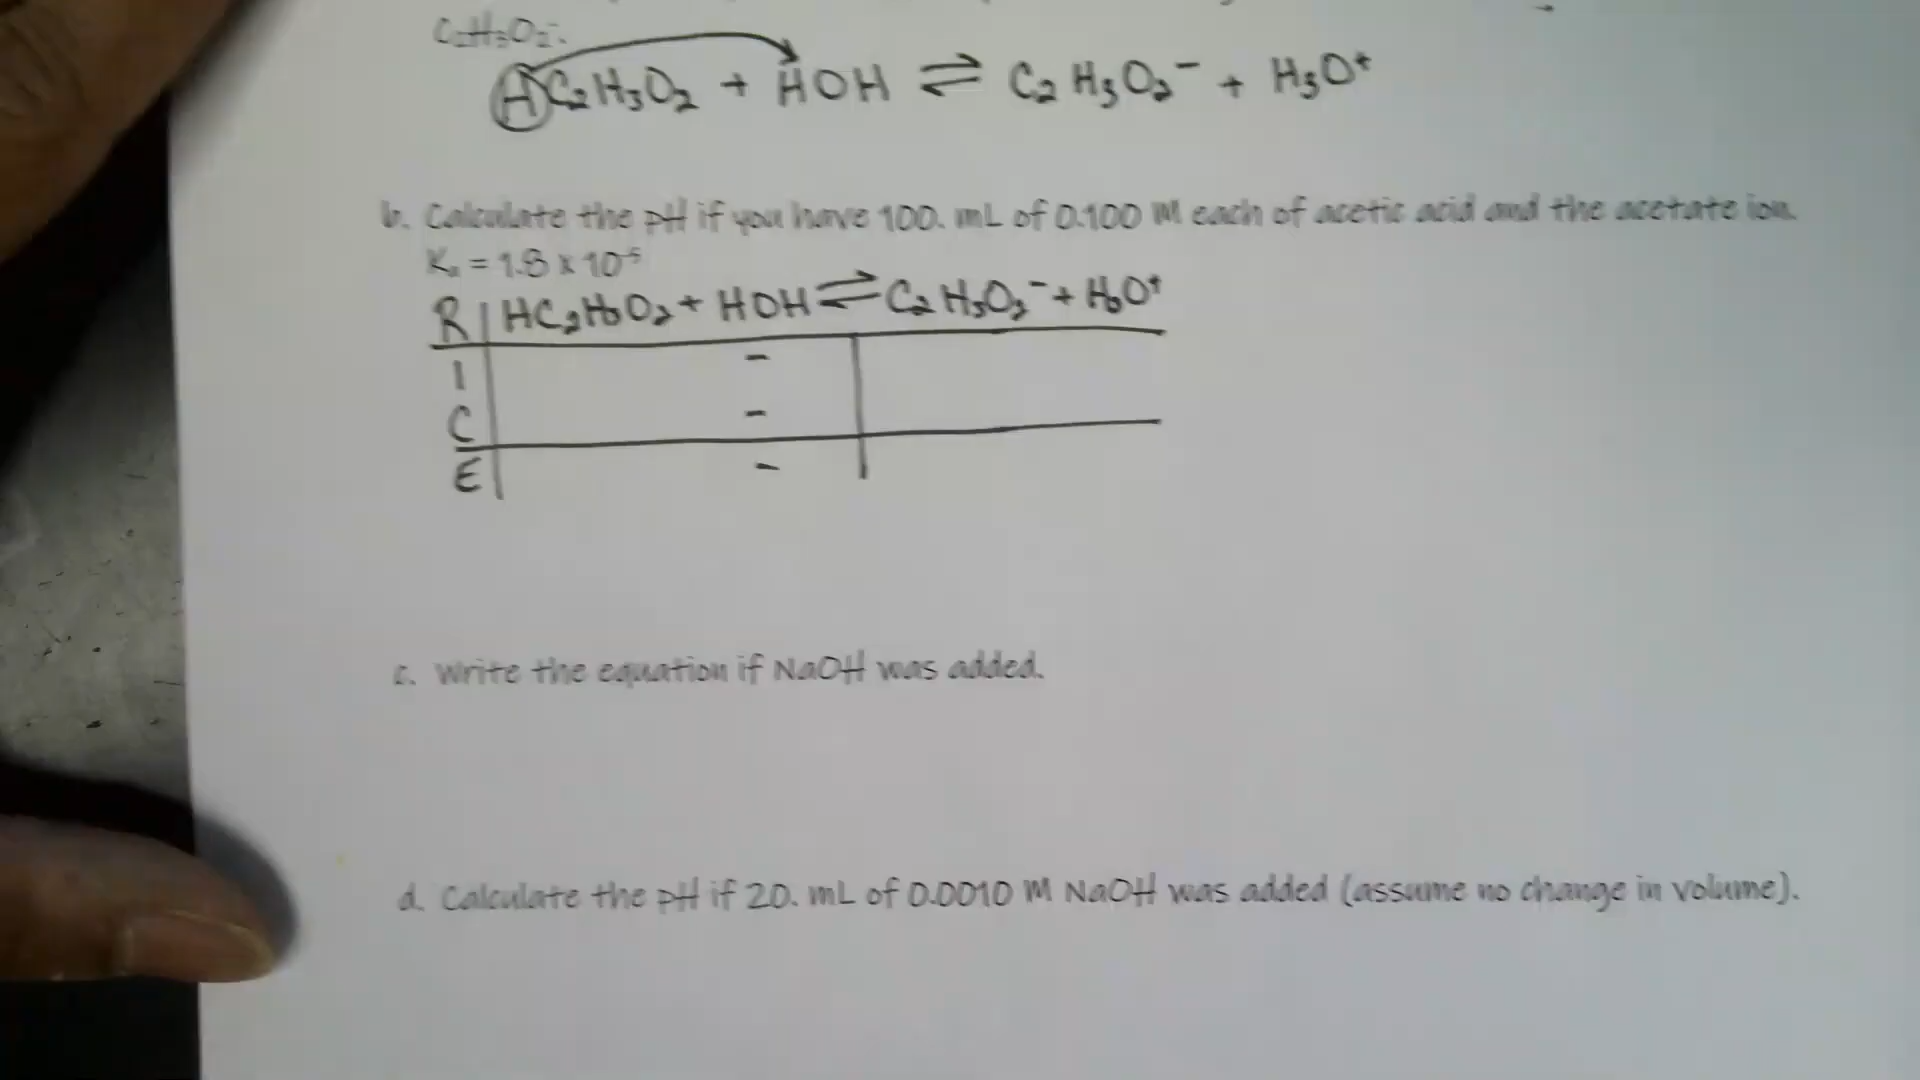 C₂H₃O₂⁻.
HC₂H₃O₂ + HOH ⇌ C₂H₃O₂⁻ + H₃O⁺
b. Calculate the pH if you have 100. mL of 0.100 M each of acetic acid and the acetate ion.
Kₐ = 1.8 x 10⁻⁵
R HC₂H₃O₂ + HOH ⇌ C₂H₃O₂⁻ + H₃O⁺
I -
C -
E -
c. Write the equation if NaOH was added.
d. Calculate the pH if 20. mL of 0.0010 M NaOH was added (assume no change in volume).